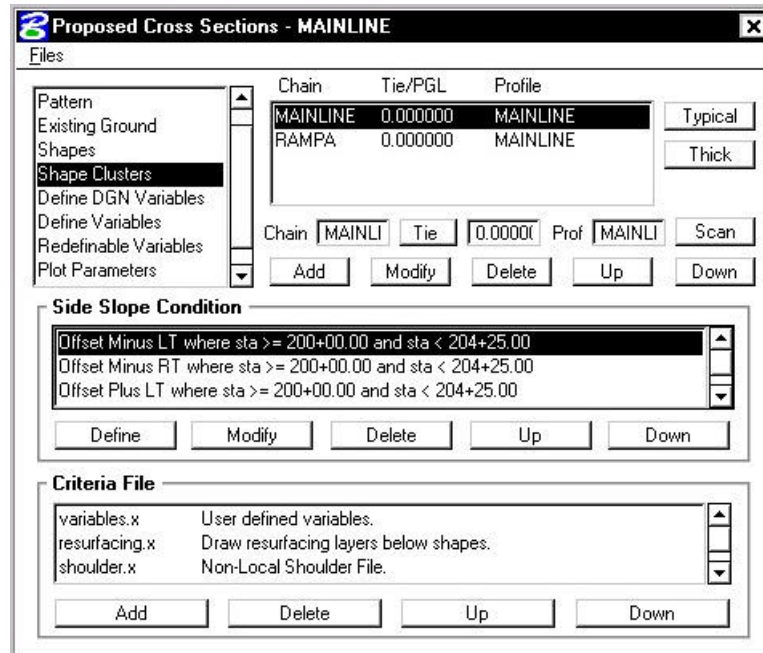 Proposed Cross Sections - MAINLINE
Files
Pattern
Existing Ground
Shapes
Shape Clusters
Define DGN Variables
Define Variables
Redefinable Variables
Plot Parameters
Chain Tie/PGL Profile
MAINLINE 0.000000 MAINLINE
RAMPA 0.000000 MAINLINE
Typical
Thick
Chain MAINLI Tie 0.0000( Prof MAINLI Scan
Add Modify Delete Up Down
Side Slope Condition
Offset Minus LT where sta >= 200+00.00 and sta < 204+25.00
Offset Minus RT where sta >= 200+00.00 and sta < 204+25.00
Offset Plus LT where sta >= 200+00.00 and sta < 204+25.00
Define Modify Delete Up Down
Criteria File
variables.x User defined variables.
resurfacing.x Draw resurfacing layers below shapes.
shoulder.x Non-Local Shoulder File.
Add Delete Up Down